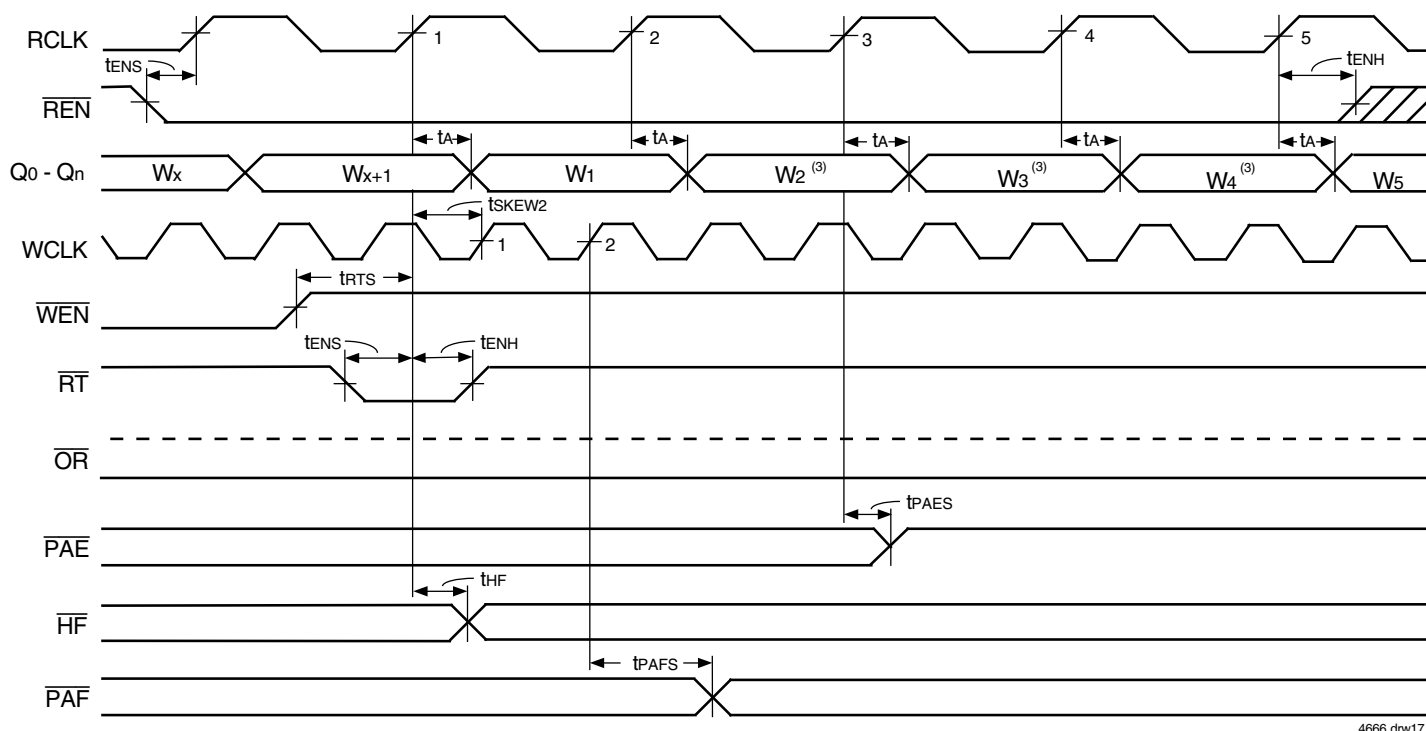 RCLK
1
2
3
4
5
tENS
tENH
REN
tA
tA
tA
tA
tA
Q0 - Qn
Wx
Wx+1
W1
W2 (3)
W3 (3)
W4 (3)
W5
tSKEW2
WCLK
1
2
tRTS
WEN
tENS
tENH
RT
OR
tPAES
PAE
tHF
HF
tPAFS
PAF
4666 drw17